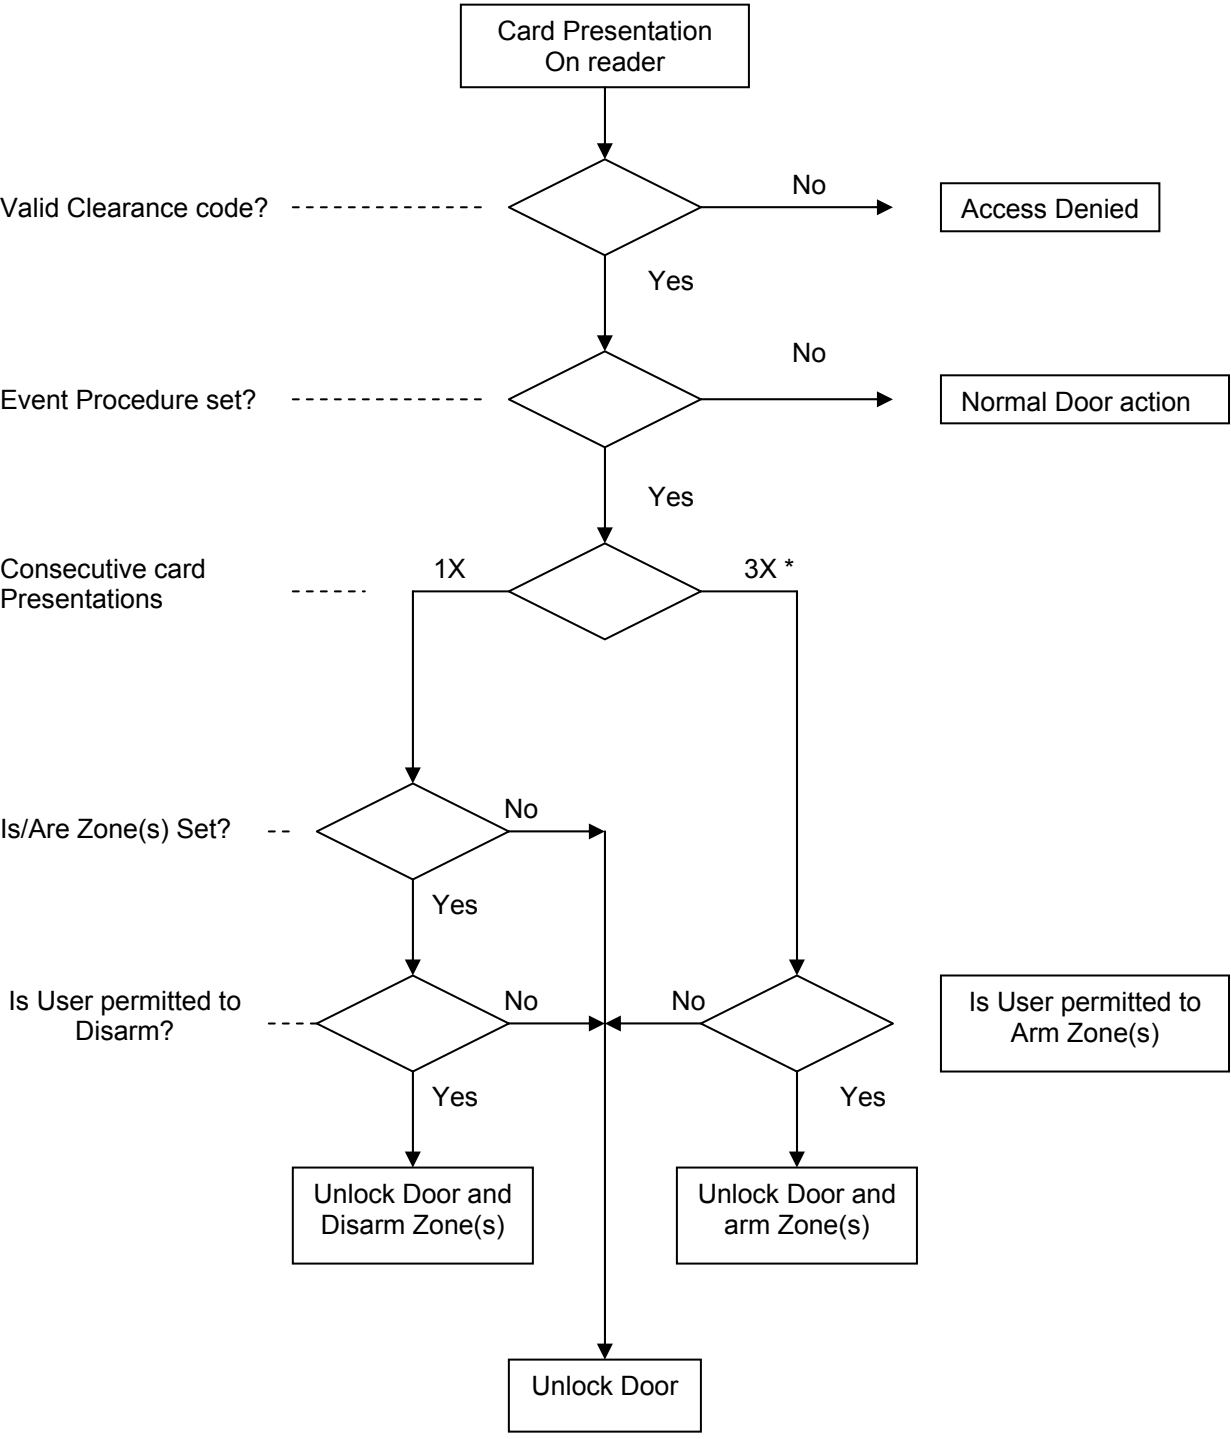 Card Presentation
On reader
Valid Clearance code?
No
Access Denied
Yes
Event Procedure set?
No
Normal Door action
Yes
Consecutive card
Presentations
1X
3X *
Is/Are Zone(s) Set?
No
Yes
Is User permitted to
Disarm?
No
No
Is User permitted to
Arm Zone(s)
Yes
Yes
Unlock Door and
Disarm Zone(s)
Unlock Door and
arm Zone(s)
Unlock Door